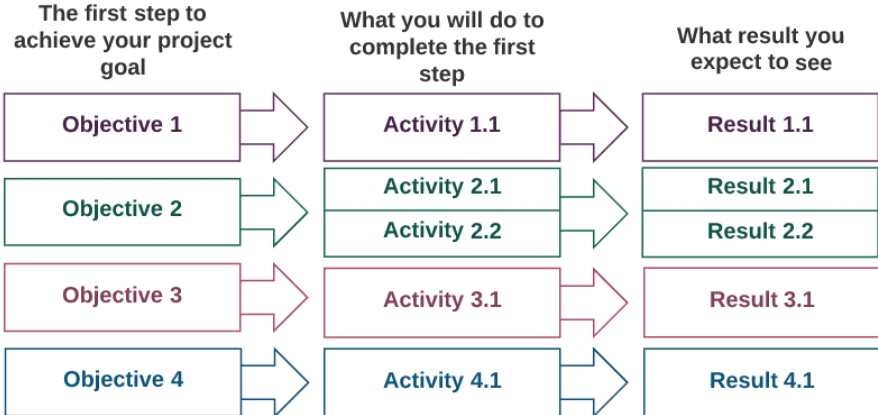 The first step to
achieve your project
goal
What you will do to
complete the first
step
What result you
expect to see
Objective 1
Activity 1.1
Result 1.1
Objective 2
Activity 2.1
Activity 2.2
Result 2.1
Result 2.2
Objective 3
Activity 3.1
Result 3.1
Objective 4
Activity 4.1
Result 4.1